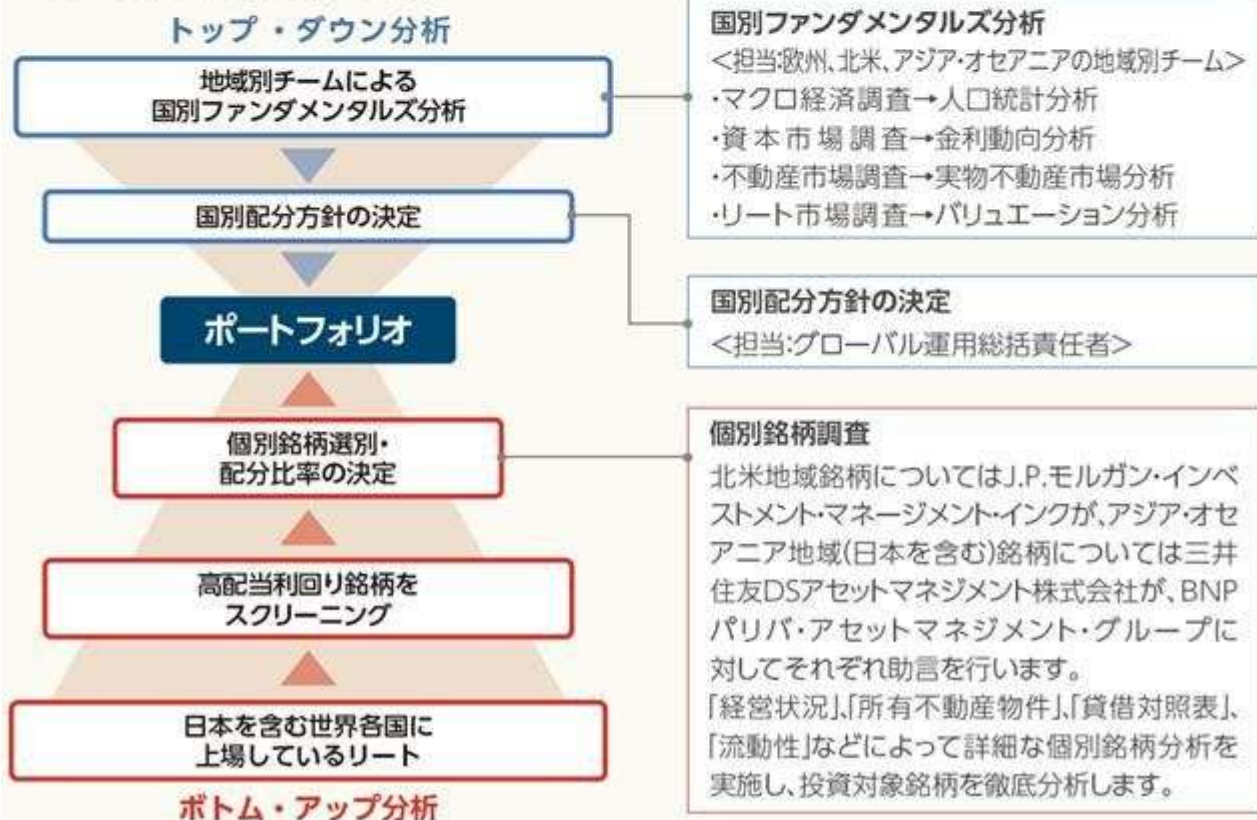 トップ・ダウン分析
地域別チームによる
国別ファンダメンタルズ分析
国別配分方針の決定
ポートフォリオ
個別銘柄選別・
配分比率の決定
高配当利回り銘柄を
スクリーニング
日本を含む世界各国に
上場しているリート
ボトム・アップ分析
国別ファンダメンタルズ分析
<担当:欧州、北米、アジア・オセアニアの地域別チーム>
・マクロ経済調査→人口統計分析
・資本市場調査→金利動向分析
・不動産市場調査→実物不動産市場分析
・リート市場調査→バリュエーション分析
国別配分方針の決定
<担当:グローバル運用総括責任者>
個別銘柄調査
北米地域銘柄についてはJ.P.モルガン・インベ
ストメント・マネージメント・インクが、アジア・オセ
アニア地域(日本を含む)銘柄については三井
住友DSアセットマネジメント株式会社が、BNP
パリバ・アセットマネジメント・グループに
対してそれぞれ助言を行います。
「経営状況」、「所有不動産物件」、「貸借対照表」、
「流動性」などによって詳細な個別銘柄分析を
実施し、投資対象銘柄を徹底分析します。